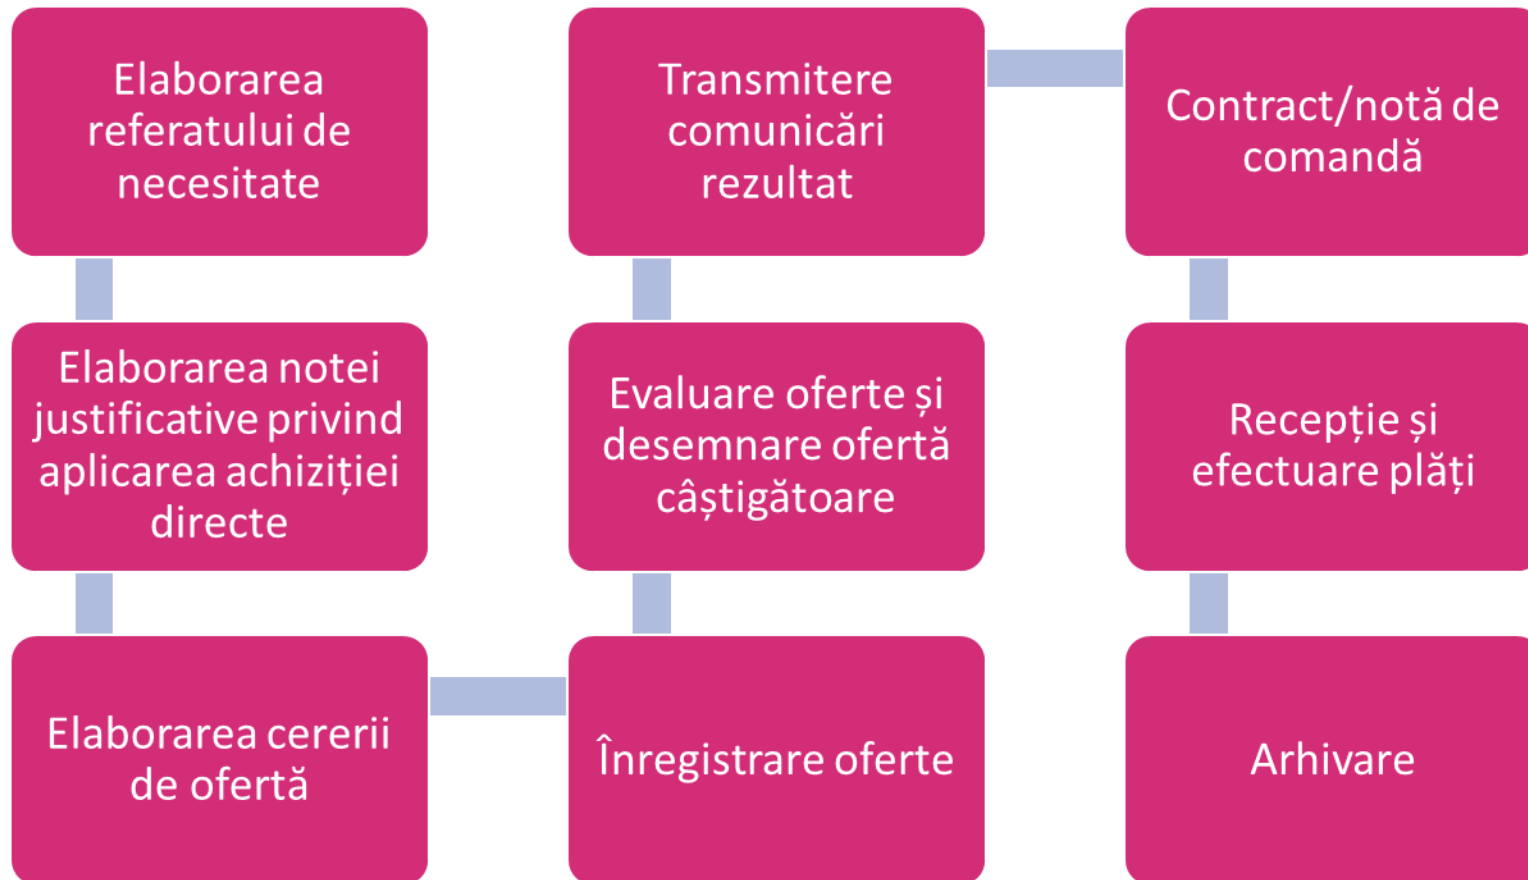 Elaborarea
referatului de
necesitate
Elaborarea notei
justificative privind
aplicarea achiziției
directe
Elaborarea cererii
de ofertă
Înregistrare oferte
Evaluare oferte și
desemnare ofertă
câștigătoare
Transmitere
comunicări
rezultat
Contract/notă de
comandă
Recepție și
efectuare plăți
Arhivare